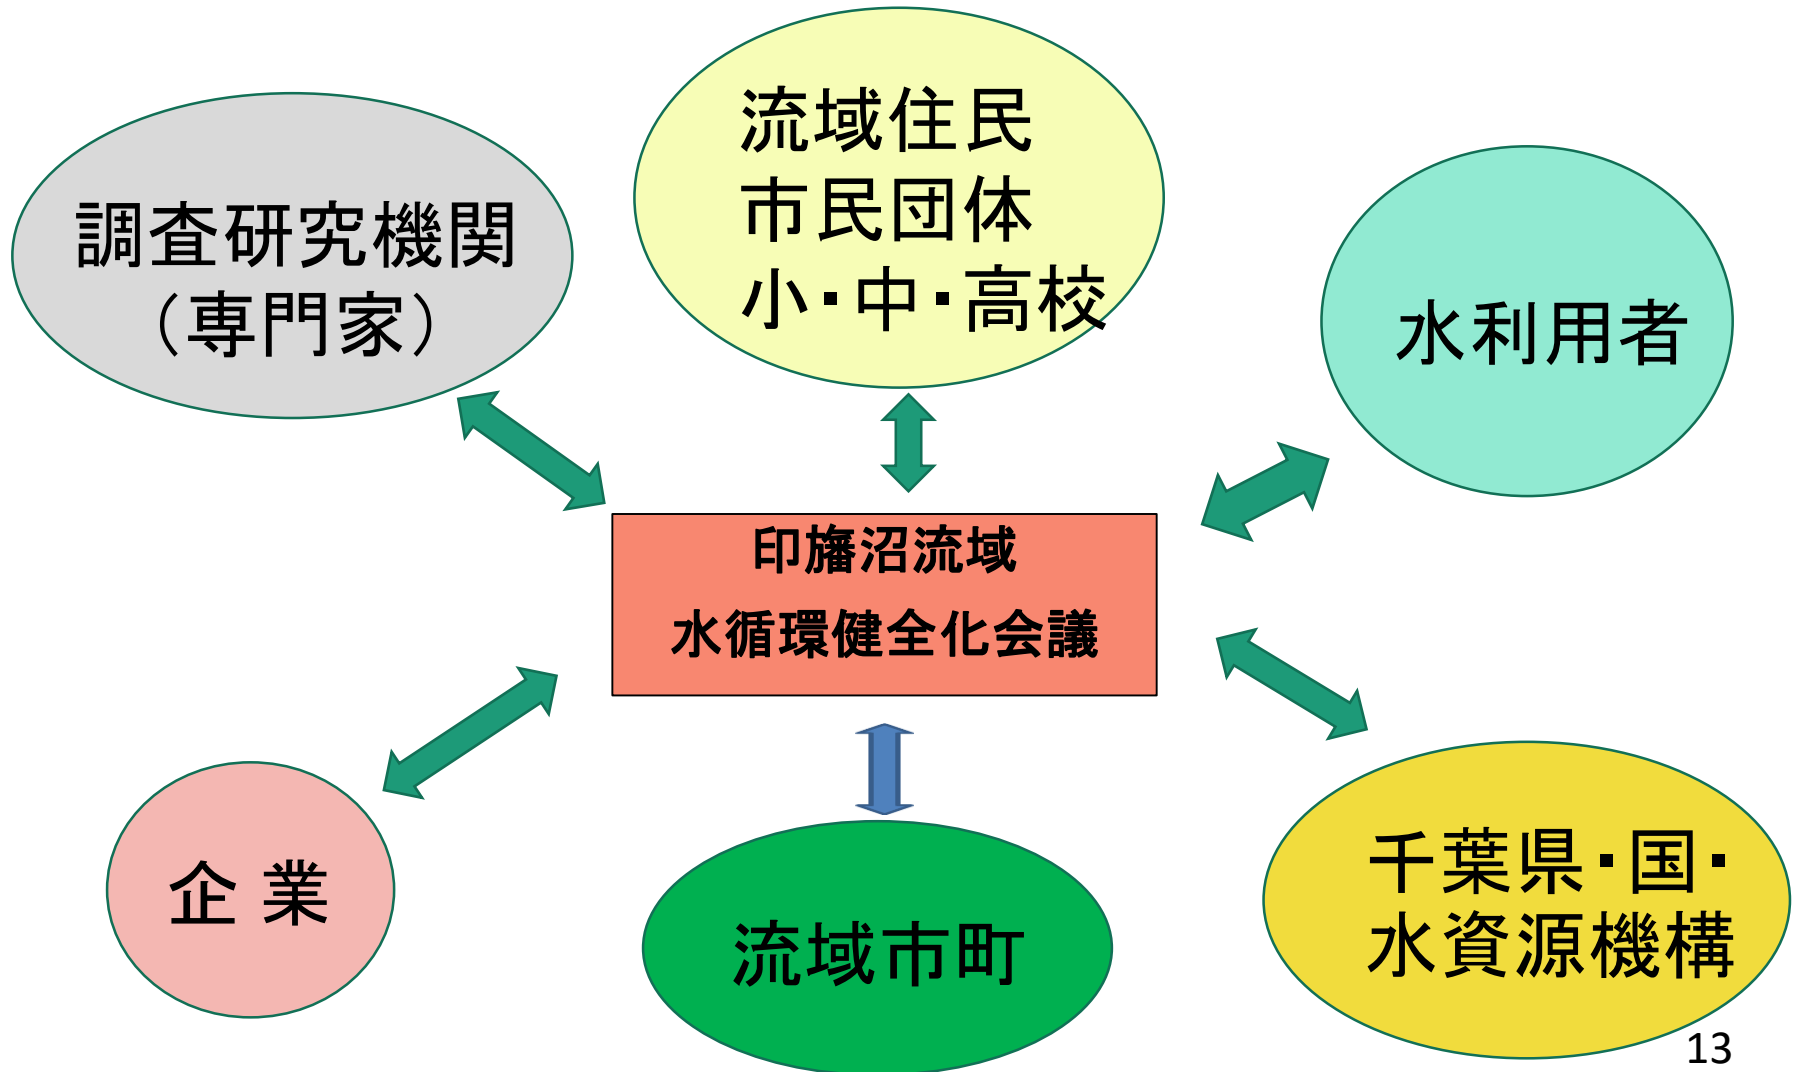 流域住民
市民団体
小・中・高校
調査研究機関
（専門家）
水利用者
印旛沼流域
水循環健全化会議
企 業
流域市町
千葉県・国・
水資源機構
13